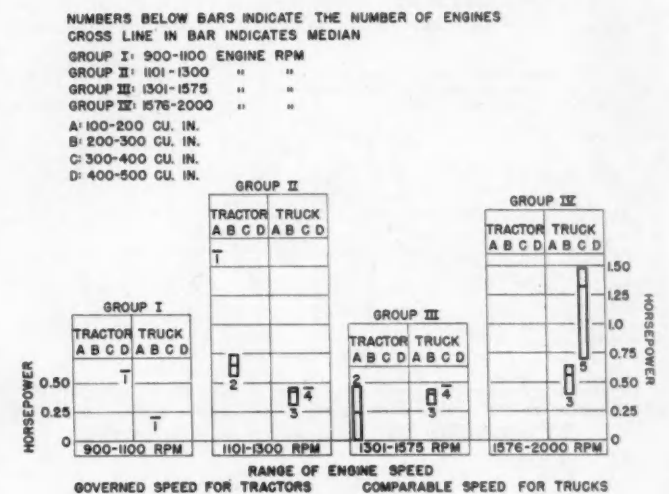 NUMBERS BELOW BARS INDICATE THE NUMBER OF ENGINES
CROSS LINE IN BAR INDICATES MEDIAN
GROUP I: 900-1100 ENGINE RPM
GROUP II: 1101-1300 " "
GROUP III: 1301-1575 " "
GROUP IV: 1576-2000 " "
A: 100-200 CU. IN.
B: 200-300 CU. IN.
C: 300-400 CU. IN.
D: 400-500 CU. IN.
GROUP II
TRACTOR TRUCK
A B C D A B C D
1
2
3 4
1101-1300 RPM
GROUP IV
TRACTOR TRUCK
A B C D A B C D
3 5
1576-2000 RPM
1.50
1.25
1.0
0.75
0.50
0.25
0
HORSEPOWER
GROUP I
TRACTOR TRUCK
A B C D A B C D
1 1
900-1100 RPM
HORSEPOWER
0.50
0.25
0
GROUP III
TRACTOR TRUCK
A B C D A B C D
2
3 4
1301-1575 RPM
RANGE OF ENGINE SPEED
GOVERNED SPEED FOR TRACTORS COMPARABLE SPEED FOR TRUCKS